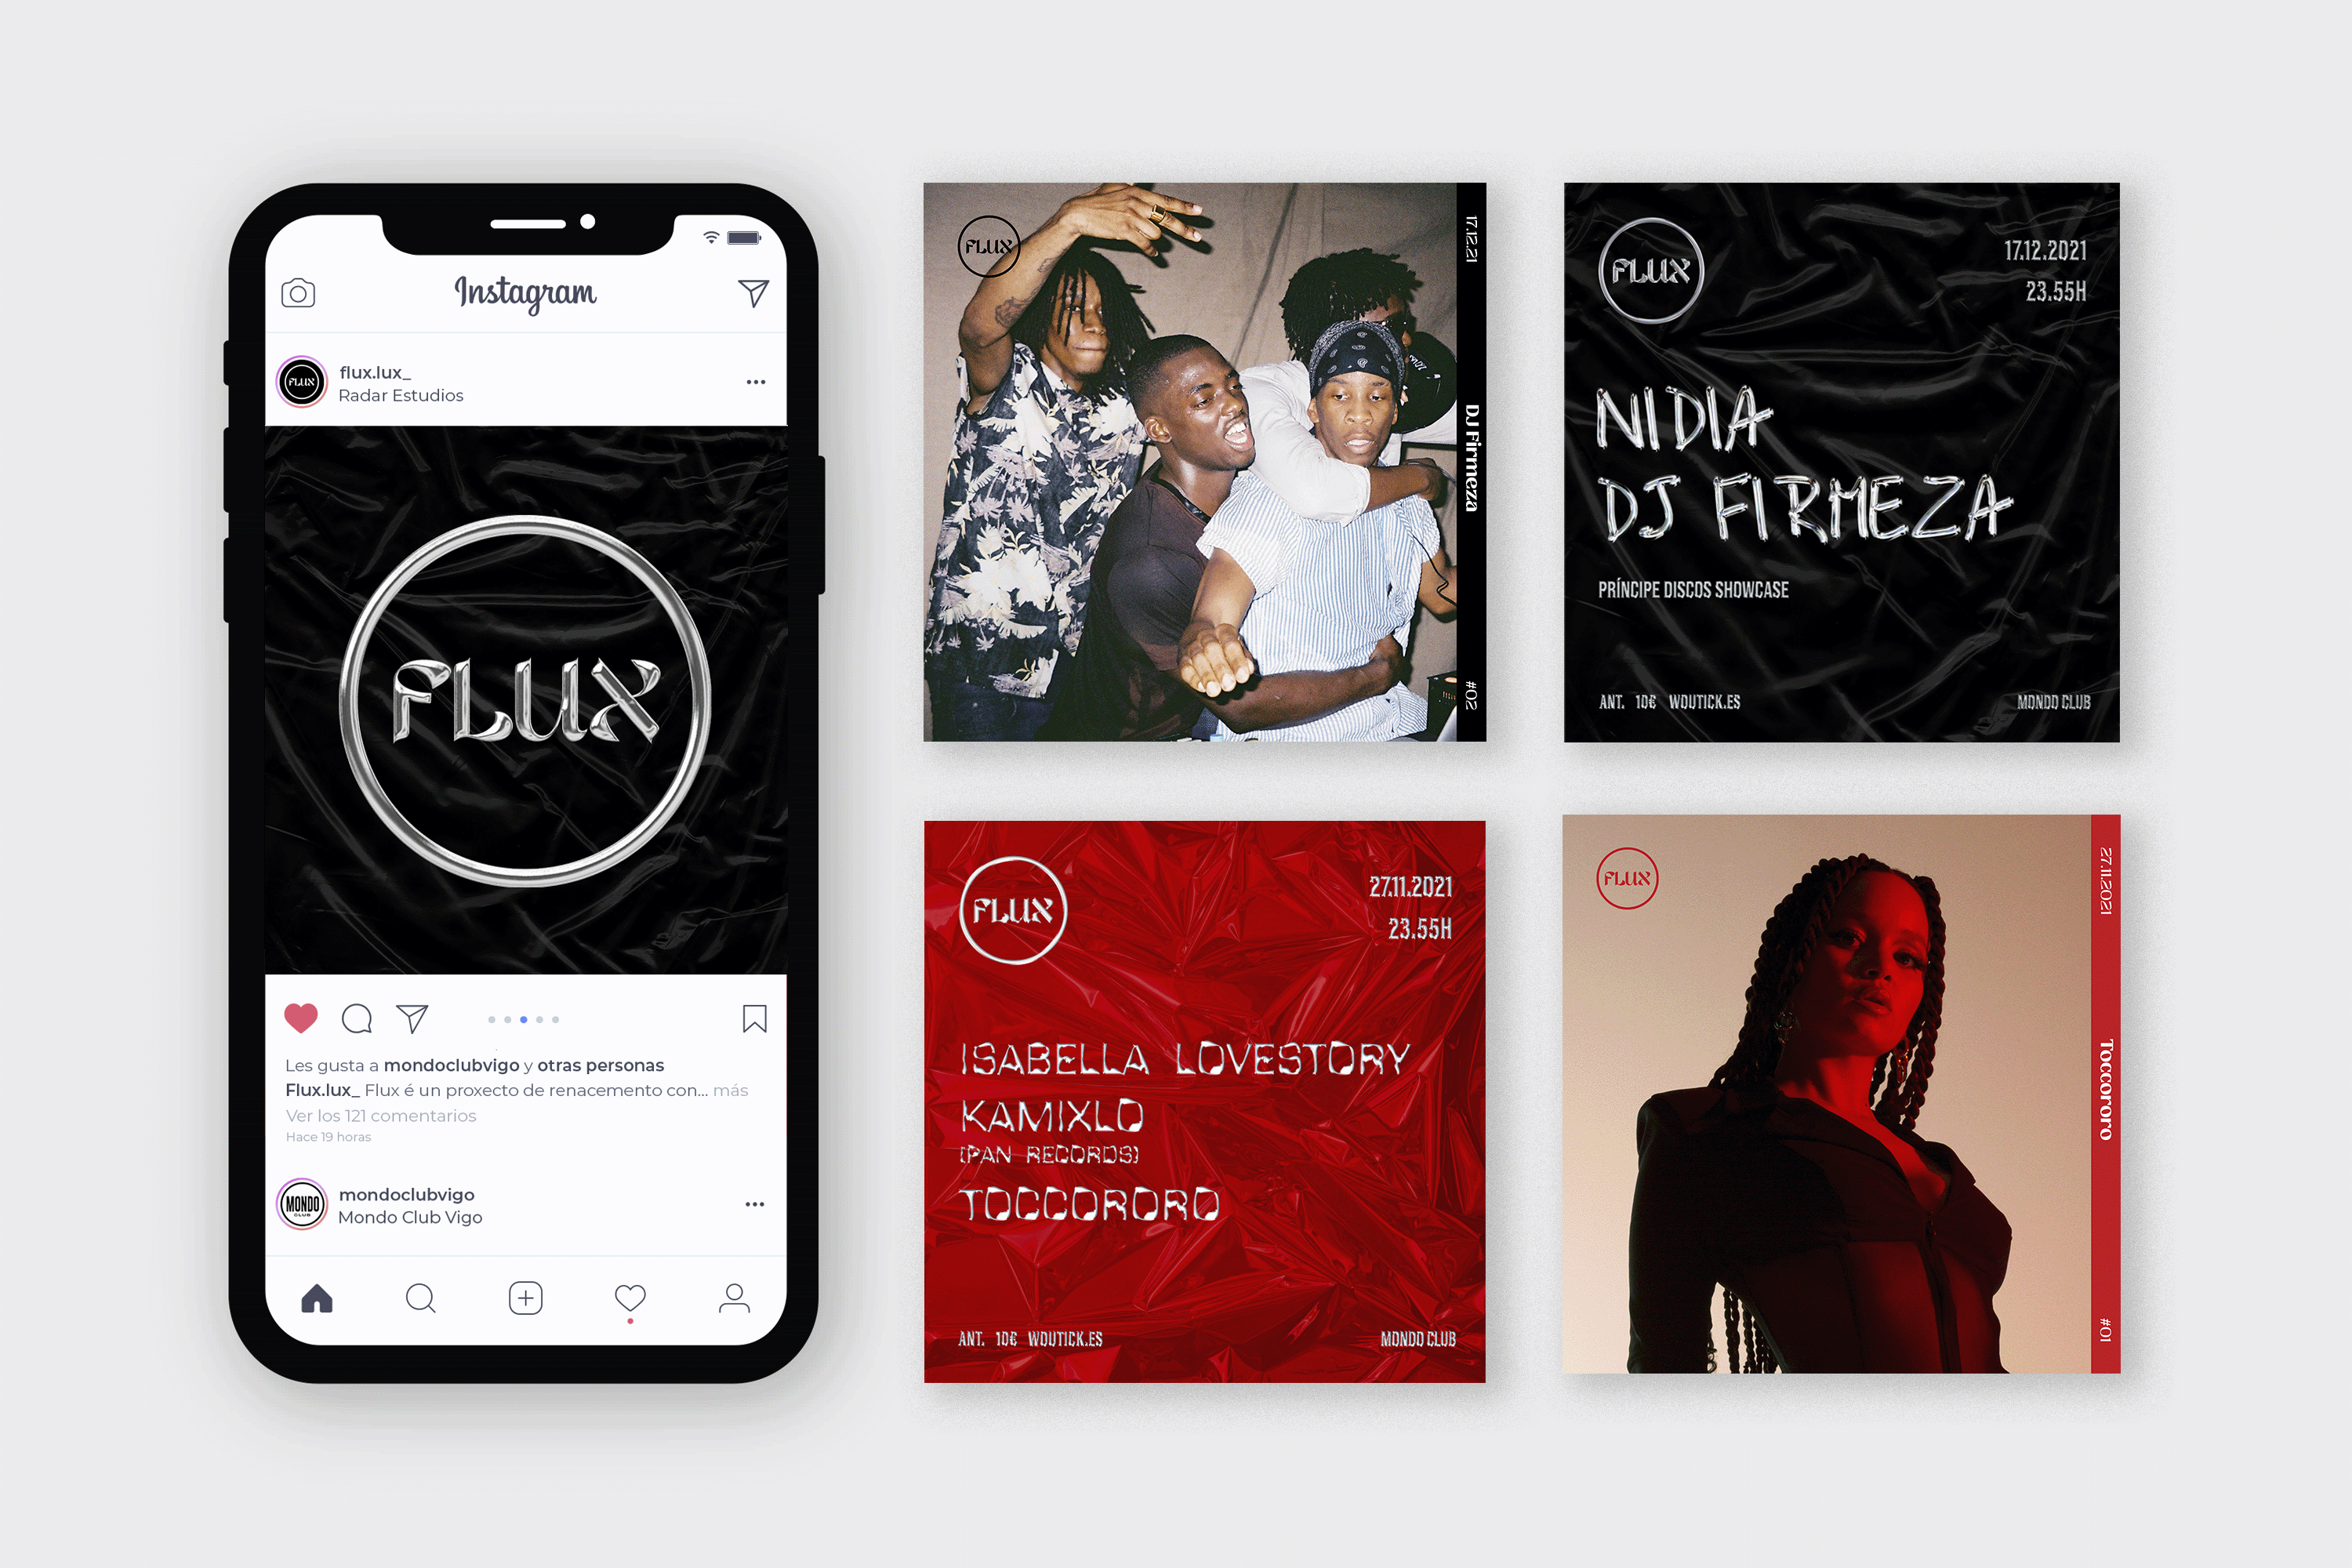 Instagram
FLUX
flux.lux_
Radar Estudios
FLUX
Les gusta a mondoclubvigo y otras personas
Flux.lux_ Flux é un proxecto de renacemento con... más
Ver los 121 comentarios
Hace 19 horas
MONDO
CLUB
mondoclubvigo
Mondo Club Vigo
FLUX
17.12.21
DJ Firmeza
#02
FLUX
17.12.2021
23.55H
NIDIA
DJ FIRMEZA
PRÍNCIPE DISCOS SHOWCASE
ANT. 10€ WOUTICK.ES
MONDO CLUB
FLUX
27.11.2021
23.55H
ISABELLA LOVESTORY
KAMIXLO
[PAN RECORDS]
TOCCORORO
ANT. 10€ WOUTICK.ES
MONDO CLUB
FLUX
27.11.2021
Toccororo
#01